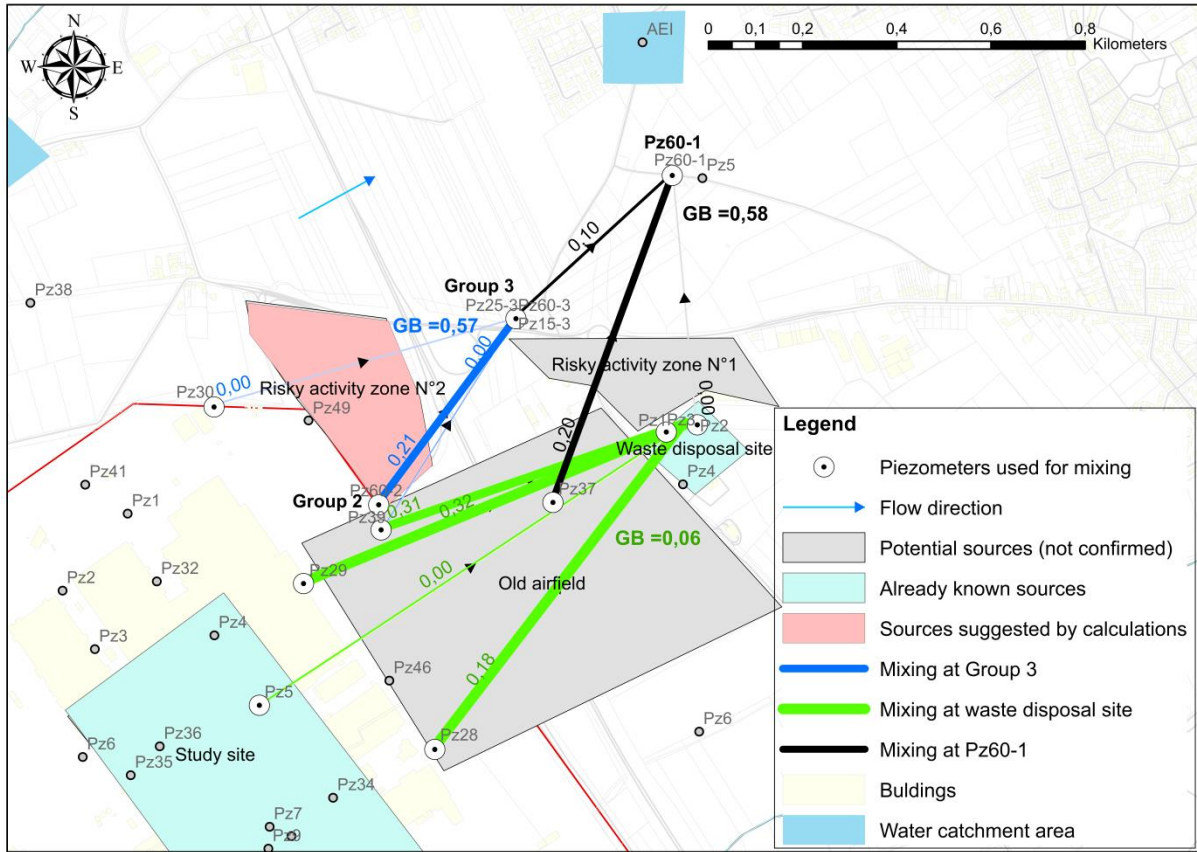 N
W
E
S
AEI
0
0,1
0,2
0,4
0,6
0,8
Kilometers
Pz60-1
Pz60-1
Pz5
GB =0,58
0,10
Group 3
Pz25-3
Pz60-3
Pz15-3
Pz38
GB =0,57
0,00
Risky activity zone N°1
Risky activity zone N°2
0,00
Pz30
Pz49
0,00
Pz1
Pz3
Pz2
Waste disposal site
0,21
0,20
Pz4
Pz41
Pz60-2
Group 2
Pz37
Pz1
0,31
0,32
Pz39
GB =0,06
Pz32
Pz29
0,00
Old airfield
Pz2
Pz4
Pz3
0,18
Pz46
Pz5
Pz28
Pz6
Pz36
Study site
Pz6
Pz35
Pz34
Pz7
Pz9
Legend
Piezometers used for mixing
Flow direction
Potential sources (not confirmed)
Already known sources
Sources suggested by calculations
Mixing at Group 3
Mixing at waste disposal site
Mixing at Pz60-1
Buldings
Water catchment area